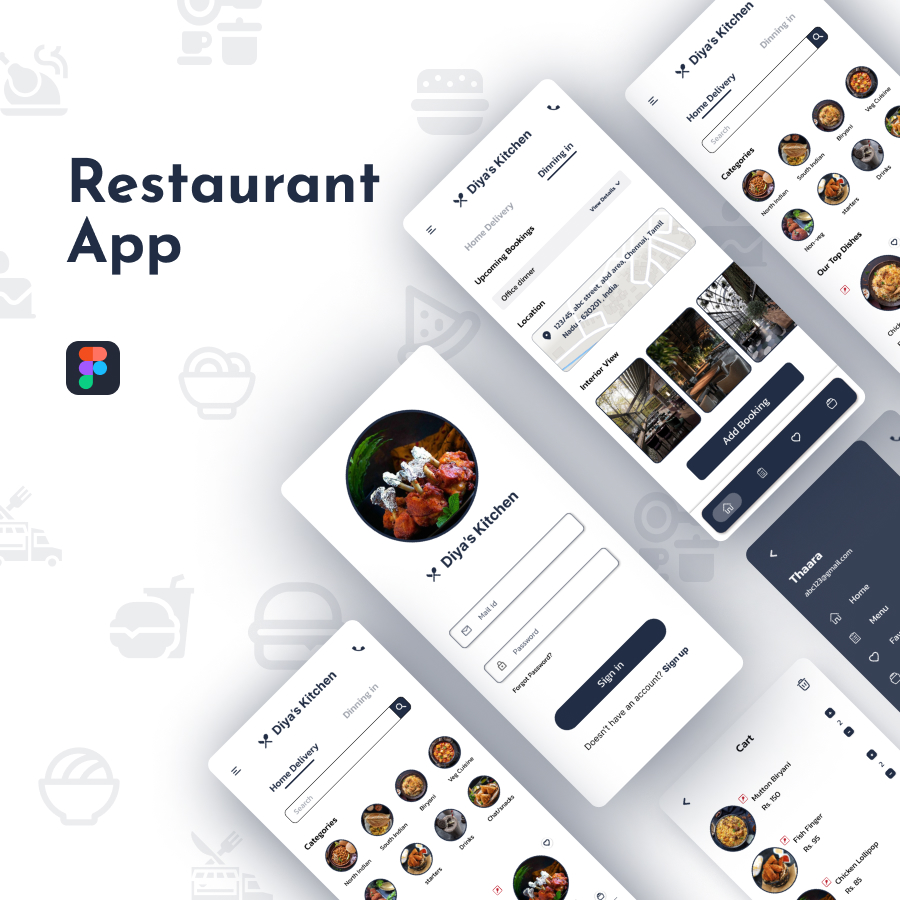 Restaurant
App
Diya's Kitchen
Home Delivery
Dinning in
Search
Categories
North Indian
South Indian
Biryani
Veg Cuisine
Non-veg
starters
Drinks
Our Top Dishes
Diya's Kitchen
Home Delivery
Dinning in
Upcoming Bookings
Office dinner
View Details
Location
123/45, abc street, abd area, Chennai, Tamil
Nadu - 620201 , India.
Interior View
Add Booking
Diya's Kitchen
Mail id
Password
Forgot Password?
Sign in
Doesn't have an account? Sign up
Thaara
abc123@gmail.com
Home
Menu
Diya's Kitchen
Home Delivery
Dinning in
Search
Categories
North Indian
South Indian
Biryani
Veg Cuisine
starters
Drinks
Chat/snacks
Cart
Mutton Biryani
Rs. 150
2
Fish Finger
Rs. 95
2
Chicken Lollipop
Rs. 85